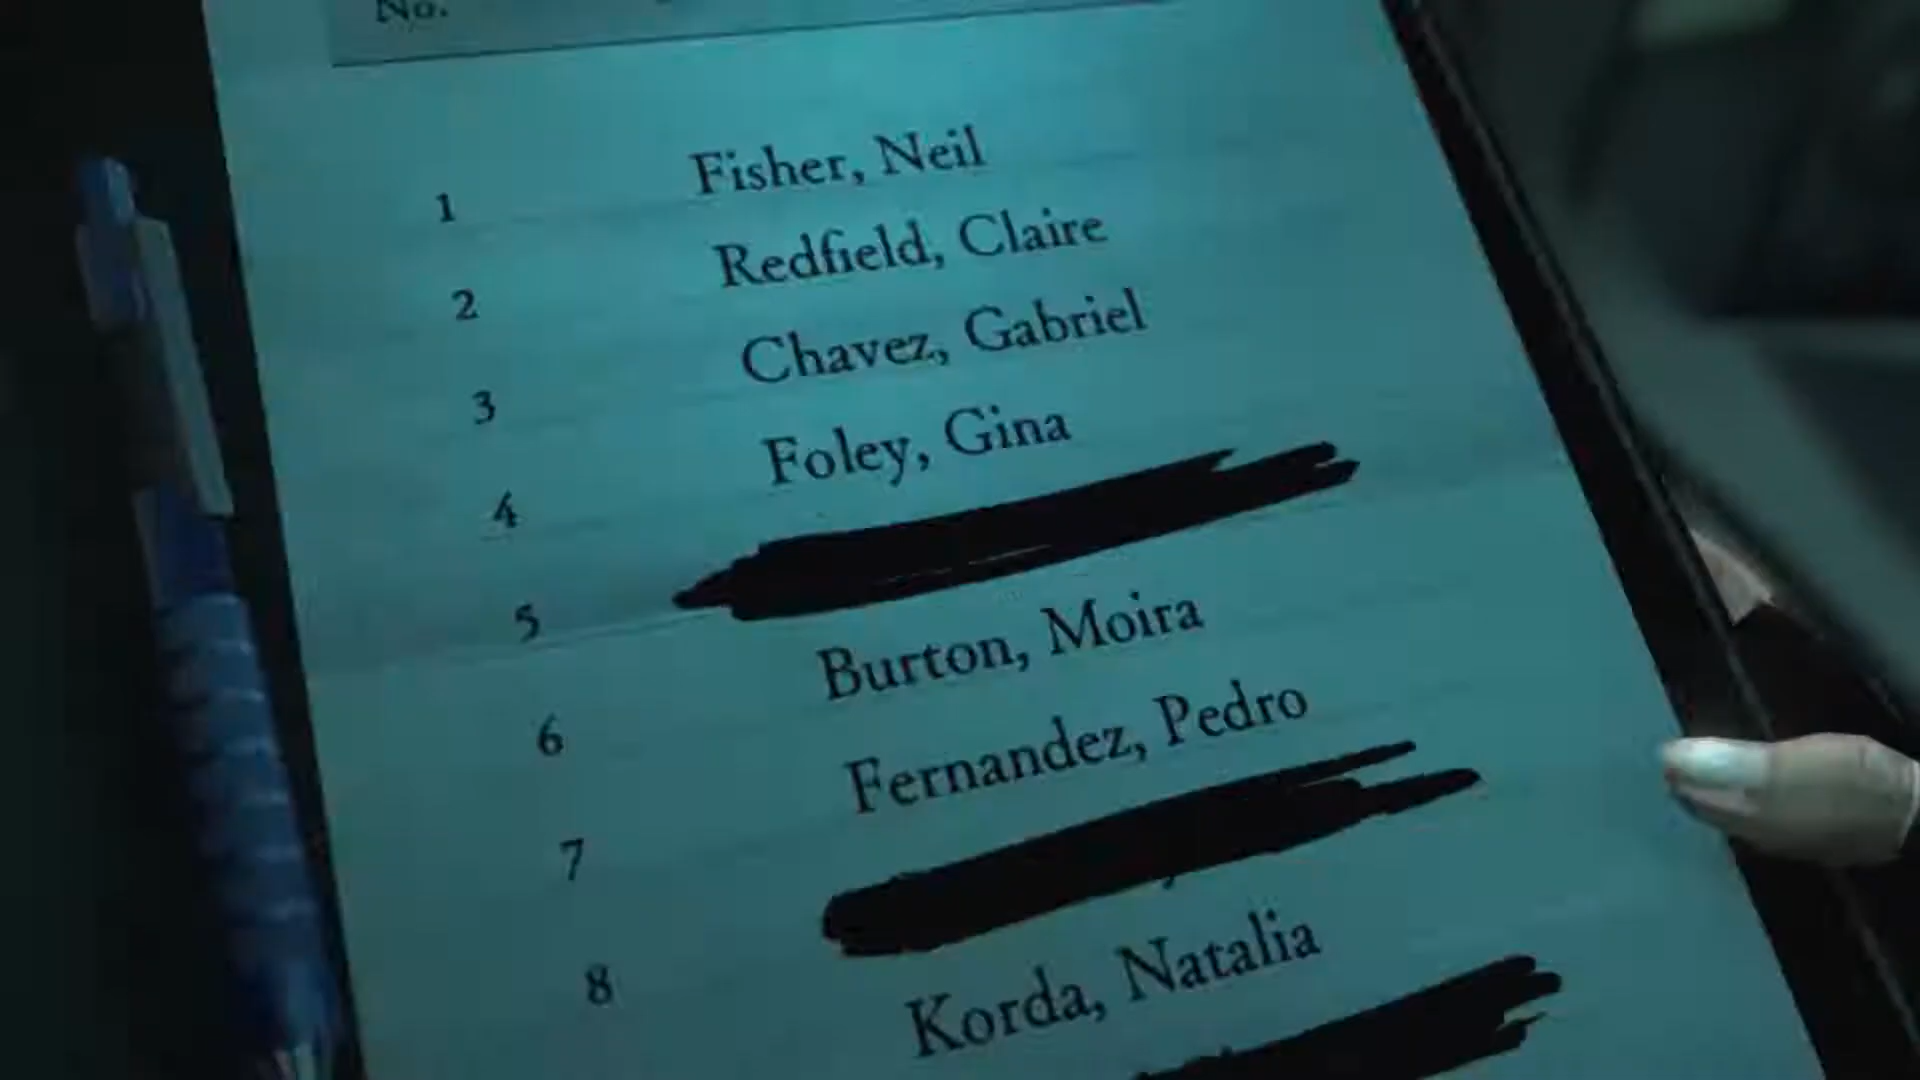 No.
1 Fisher, Neil
2 Redfield, Claire
3 Chavez, Gabriel
4 Foley, Gina
5
6 Burton, Moira
7 Fernandez, Pedro
8
Korda, Natalia